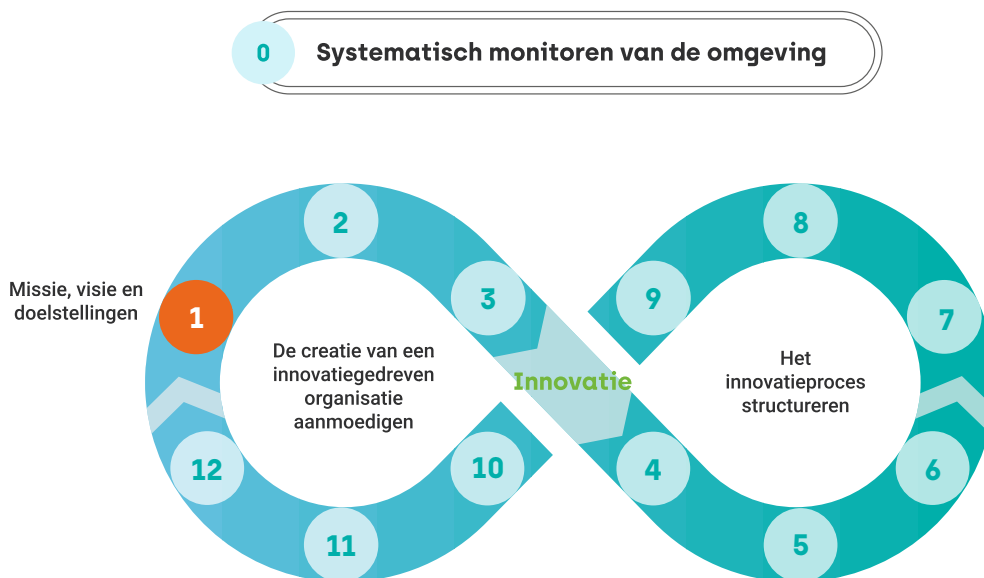 0
Systematisch monitoren van de omgeving
2
8
3
9
Missie, visie en
doelstellingen
1
7
De creatie van een
innovatiegedreven
organisatie
aanmoedigen
Innovatie
Het
innovatieproces
structureren
12
10
4
6
11
5